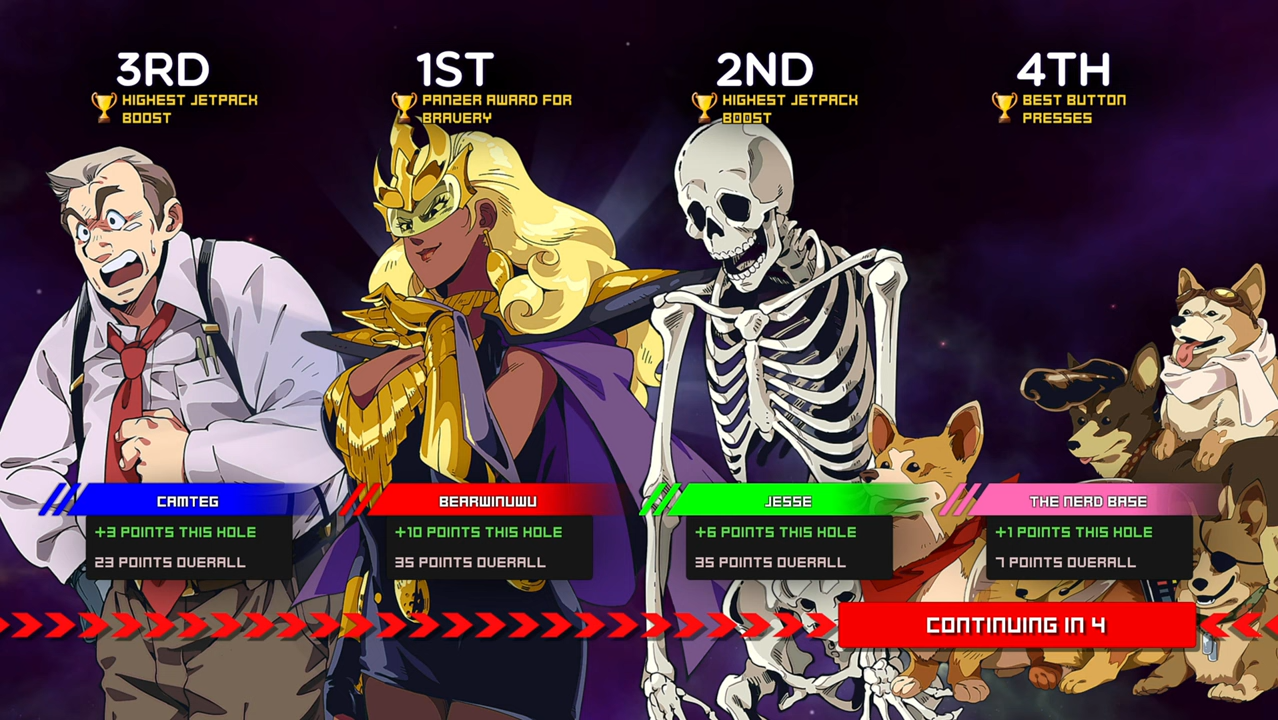 3RD
HIGHEST JETPACK
BOOST
1ST
PANZER AWARD FOR
BRAVERY
2ND
HIGHEST JETPACK
BOOST
4TH
BEST BUTTON
PRESSES
CAMTEG
+3 POINTS THIS HOLE
23 POINTS OVERALL
BEARWINUWU
+10 POINTS THIS HOLE
35 POINTS OVERALL
JESSE
+6 POINTS THIS HOLE
35 POINTS OVERALL
THE NERD BASE
+1 POINTS THIS HOLE
7 POINTS OVERALL
CONTINUING IN 4